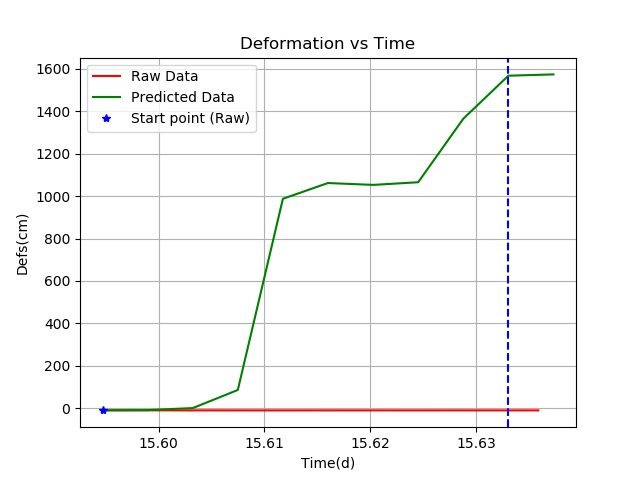 Deformation vs Time
Raw Data
Predicted Data
Start point (Raw)
1600
1400
1200
1000
800
600
400
200
0
Defs(cm)
15.60 15.61 15.62 15.63
Time(d)